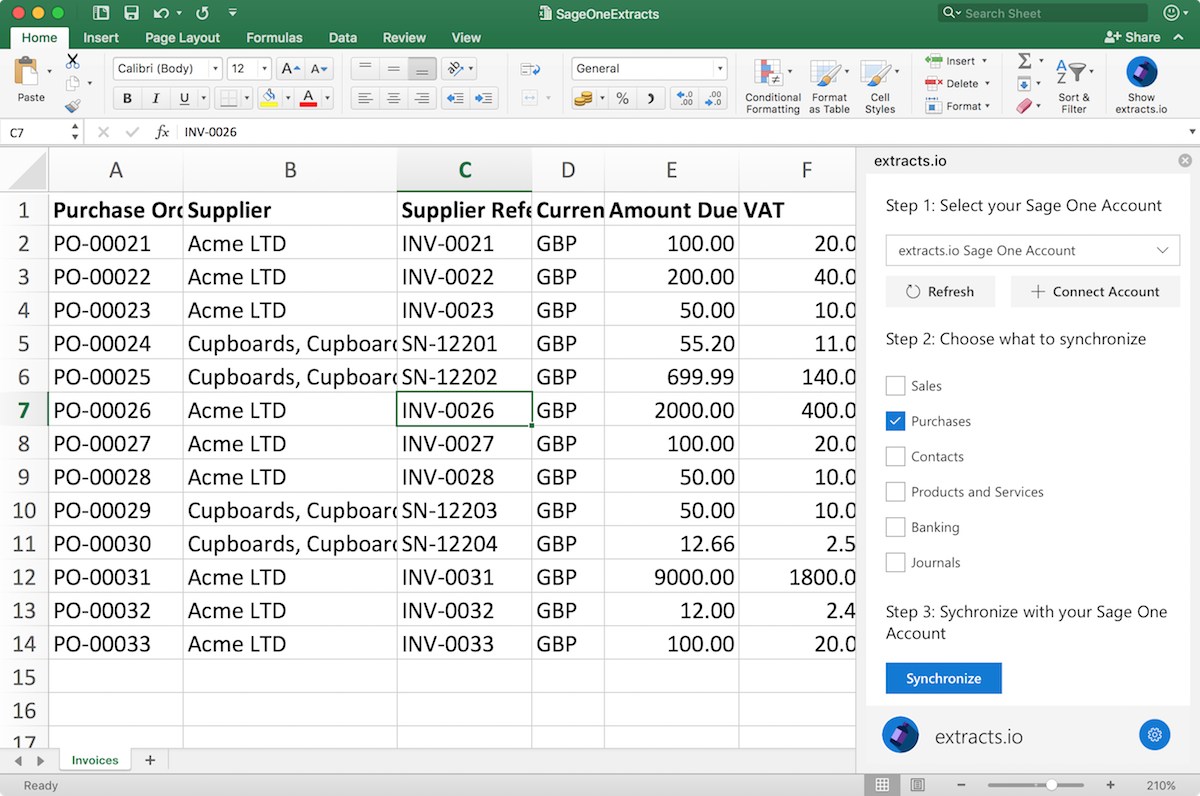 SageOneExtracts
Search Sheet
Home Insert Page Layout Formulas Data Review View
Share
Paste
Calibri (Body) 12 A A
B I U A
General
% )
.00 .00
Conditional Formatting
Format as Table
Cell Styles
Insert
Delete
Format
Sort & Filter
Show extracts.io
C7 fx INV-0026
A B C D E F
1 Purchase Orc Supplier Supplier Refe Curren Amount Due VAT
2 PO-00021 Acme LTD INV-0021 GBP 100.00 20.0
3 PO-00022 Acme LTD INV-0022 GBP 200.00 40.0
4 PO-00023 Acme LTD INV-0023 GBP 50.00 10.0
5 PO-00024 Cupboards, Cupboard SN-12201 GBP 55.20 11.0
6 PO-00025 Cupboards, Cupboard SN-12202 GBP 699.99 140.0
7 PO-00026 Acme LTD INV-0026 GBP 2000.00 400.0
8 PO-00027 Acme LTD INV-0027 GBP 100.00 20.0
9 PO-00028 Acme LTD INV-0028 GBP 50.00 10.0
10 PO-00029 Cupboards, Cupboard SN-12203 GBP 50.00 10.0
11 PO-00030 Cupboards, Cupboard SN-12204 GBP 12.66 2.5
12 PO-00031 Acme LTD INV-0031 GBP 9000.00 1800.0
13 PO-00032 Acme LTD INV-0032 GBP 12.00 2.4
14 PO-00033 Acme LTD INV-0033 GBP 100.00 20.0
15
16
17
extracts.io
Step 1: Select your Sage One Account
extracts.io Sage One Account
Refresh
Connect Account
Step 2: Choose what to synchronize
Sales
Purchases
Contacts
Products and Services
Banking
Journals
Step 3: Sychronize with your Sage One
Account
Synchronize
extracts.io
Invoices +
Ready
210%